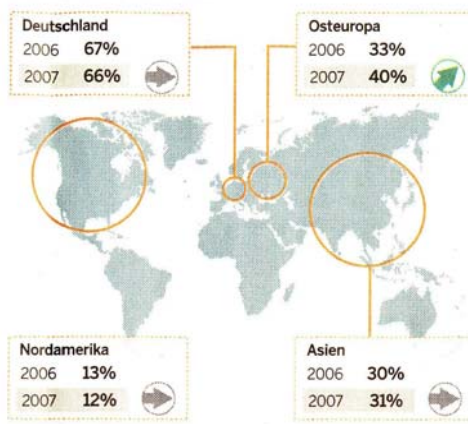 Deutschland
2006 67%
2007 66%
Osteuropa
2006 33%
2007 40%
Nordamerika
2006 13%
2007 12%
Asien
2006 30%
2007 31%